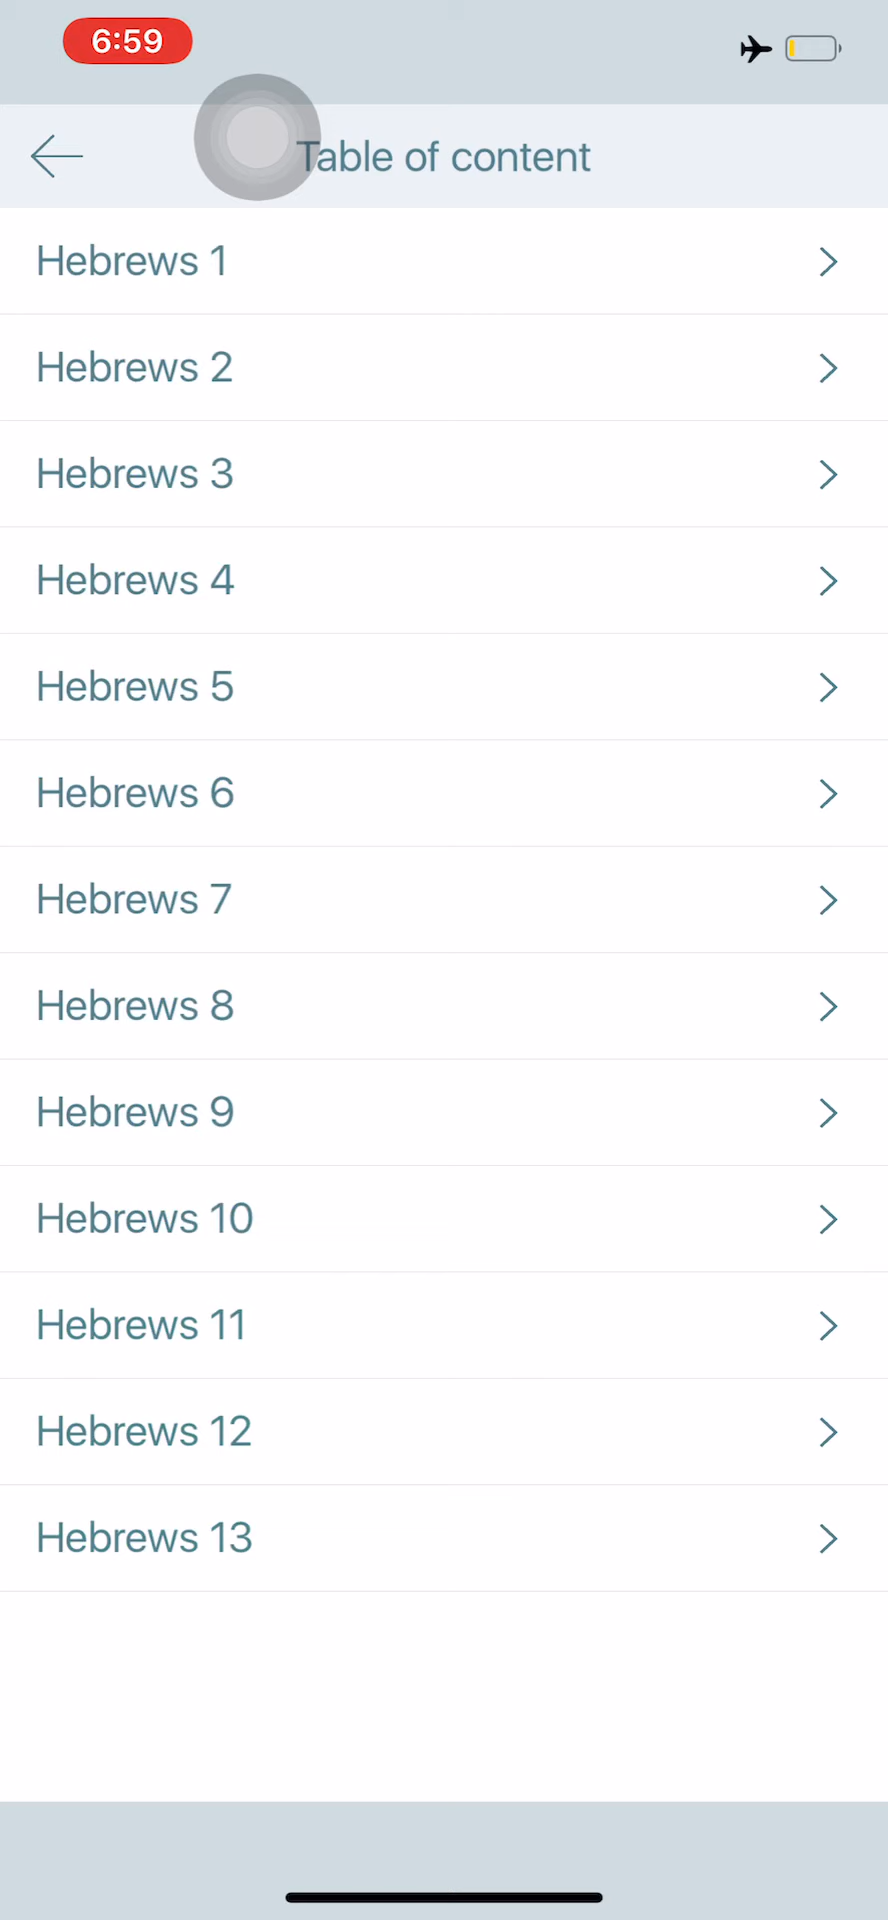 6:59
Table of content
Hebrews 1
Hebrews 2
Hebrews 3
Hebrews 4
Hebrews 5
Hebrews 6
Hebrews 7
Hebrews 8
Hebrews 9
Hebrews 10
Hebrews 11
Hebrews 12
Hebrews 13